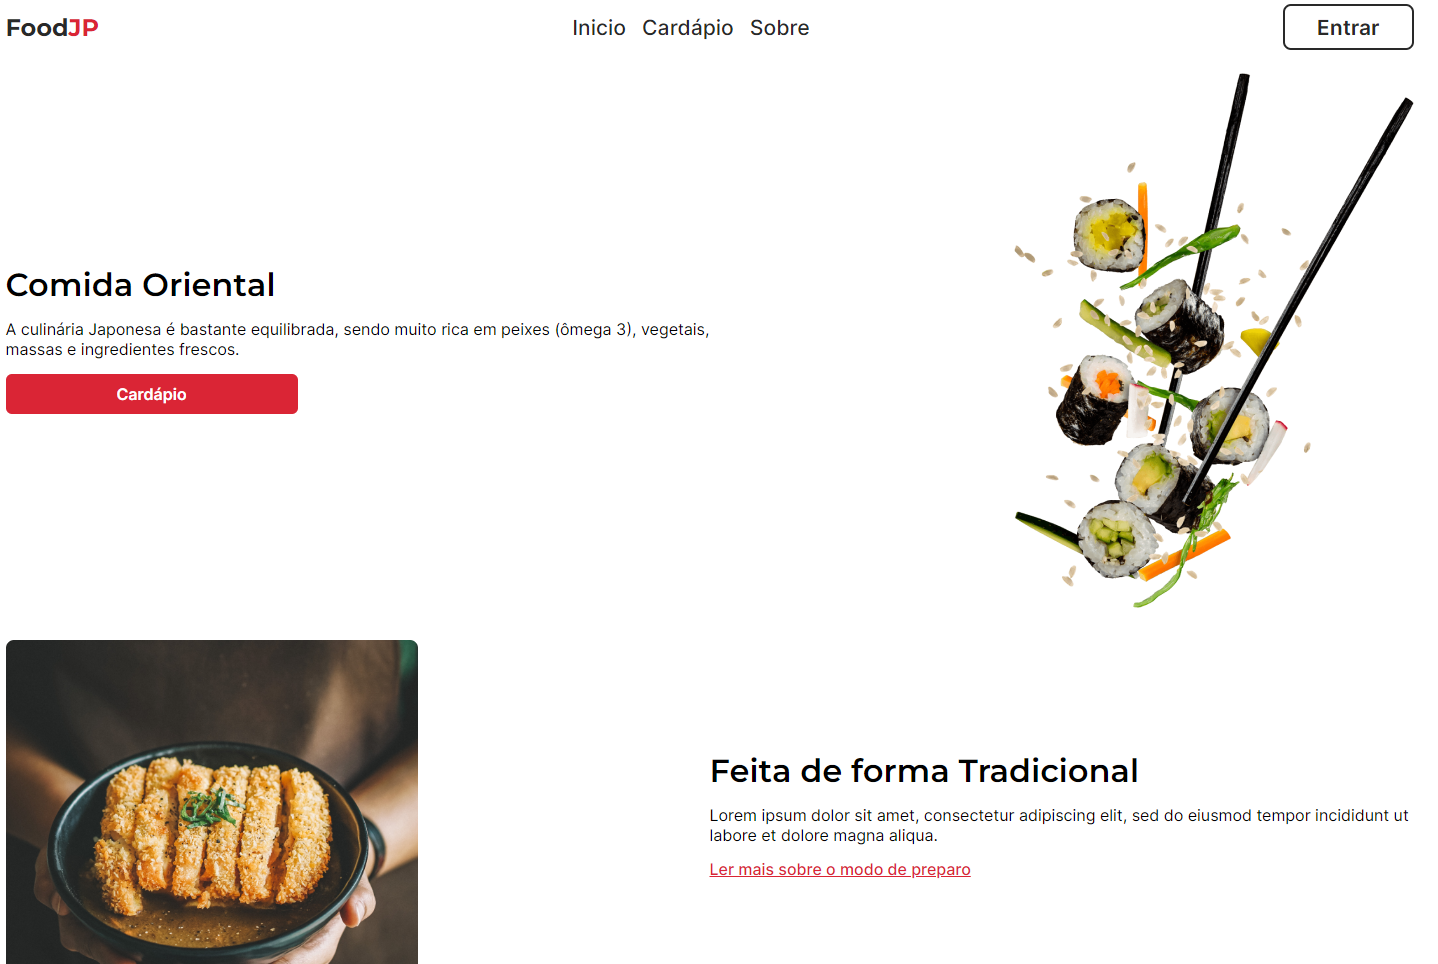 FoodJP
Inicio Cardápio Sobre
Entrar
Comida Oriental
A culinária Japonesa é bastante equilibrada, sendo muito rica em peixes (ômega 3), vegetais,
massas e ingredientes frescos.
Cardápio
Feita de forma Tradicional
Lorem ipsum dolor sit amet, consectetur adipiscing elit, sed do eiusmod tempor incididunt ut
labore et dolore magna aliqua.
Ler mais sobre o modo de preparo